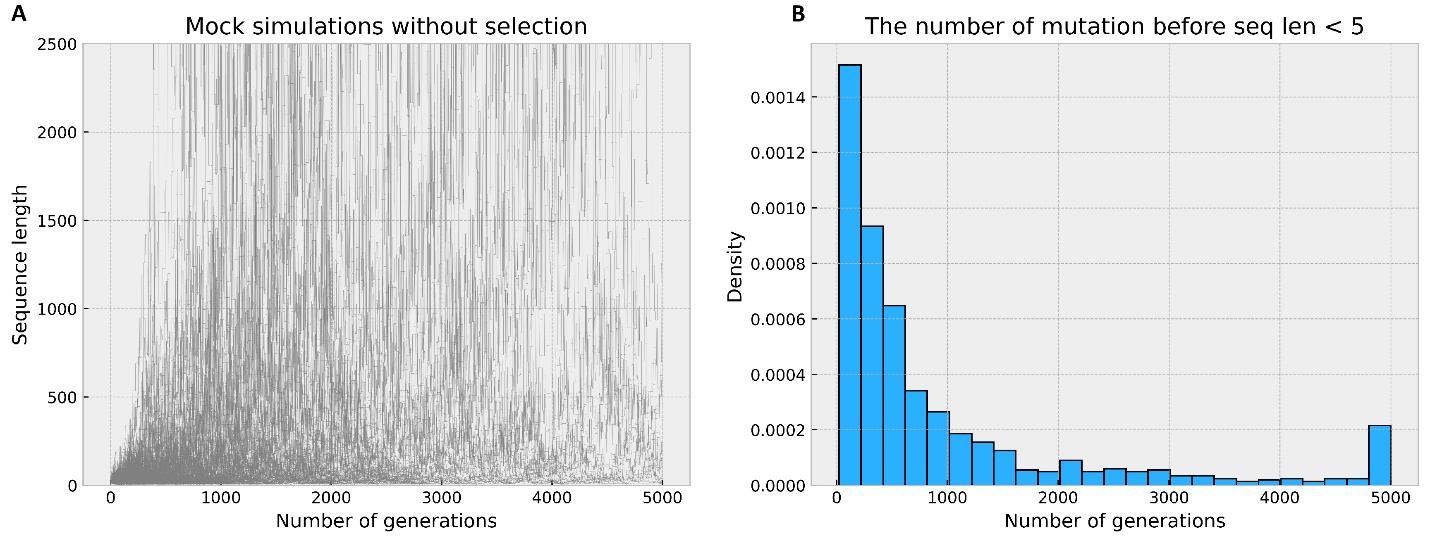 A
Mock simulations without selection
2500
2000
1500
1000
500
0
Sequence length
0 1000 2000 3000 4000 5000
Number of generations
B
The number of mutation before seq len < 5
0.0014
0.0012
0.0010
0.0008
0.0006
0.0004
0.0002
0.0000
Density
0 1000 2000 3000 4000 5000
Number of generations